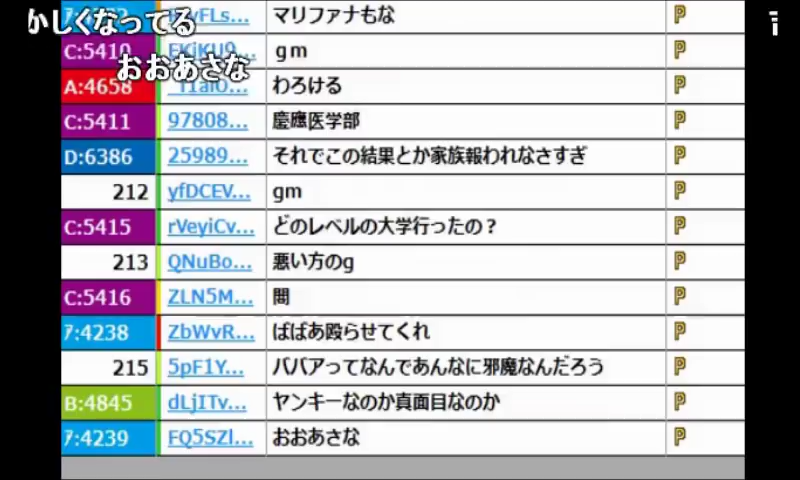 かしくなってる
マリファナもな P
C:5410 gm P
おおあさな
A:4658 わろける P
C:5411 97808... 慶應医学部 P
D:6386 25989... それでこの結果とか家族報われなさすぎ P
212 yfDCEV... gm P
C:5415 rVeyiCv... どのレベルの大学行ったの？ P
213 QNuBo... 悪い方のg P
C:5416 ZLN5M... 闇 P
ｱ:4238 ZbWvR... ばばあ殴らせてくれ P
215 5pF1Y... ババアってなんであんなに邪魔なんだろう P
B:4845 dLjITv... ヤンキーなのか真面目なのか P
ｱ:4239 FQ5SZl... おおあさな P